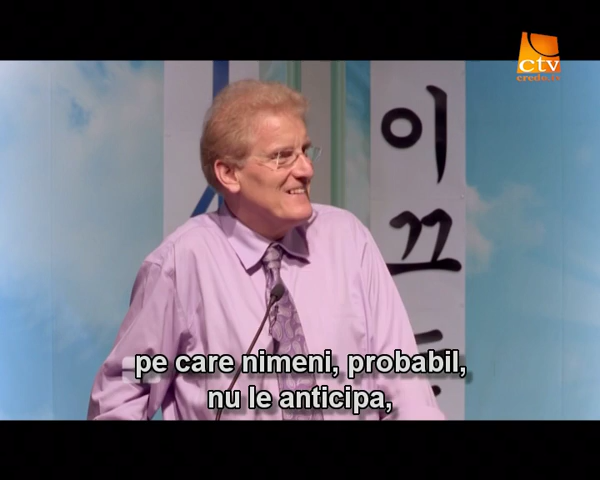 ctv
credo.tv
이
끄
pe care nimeni, probabil,
nu le anticipa,